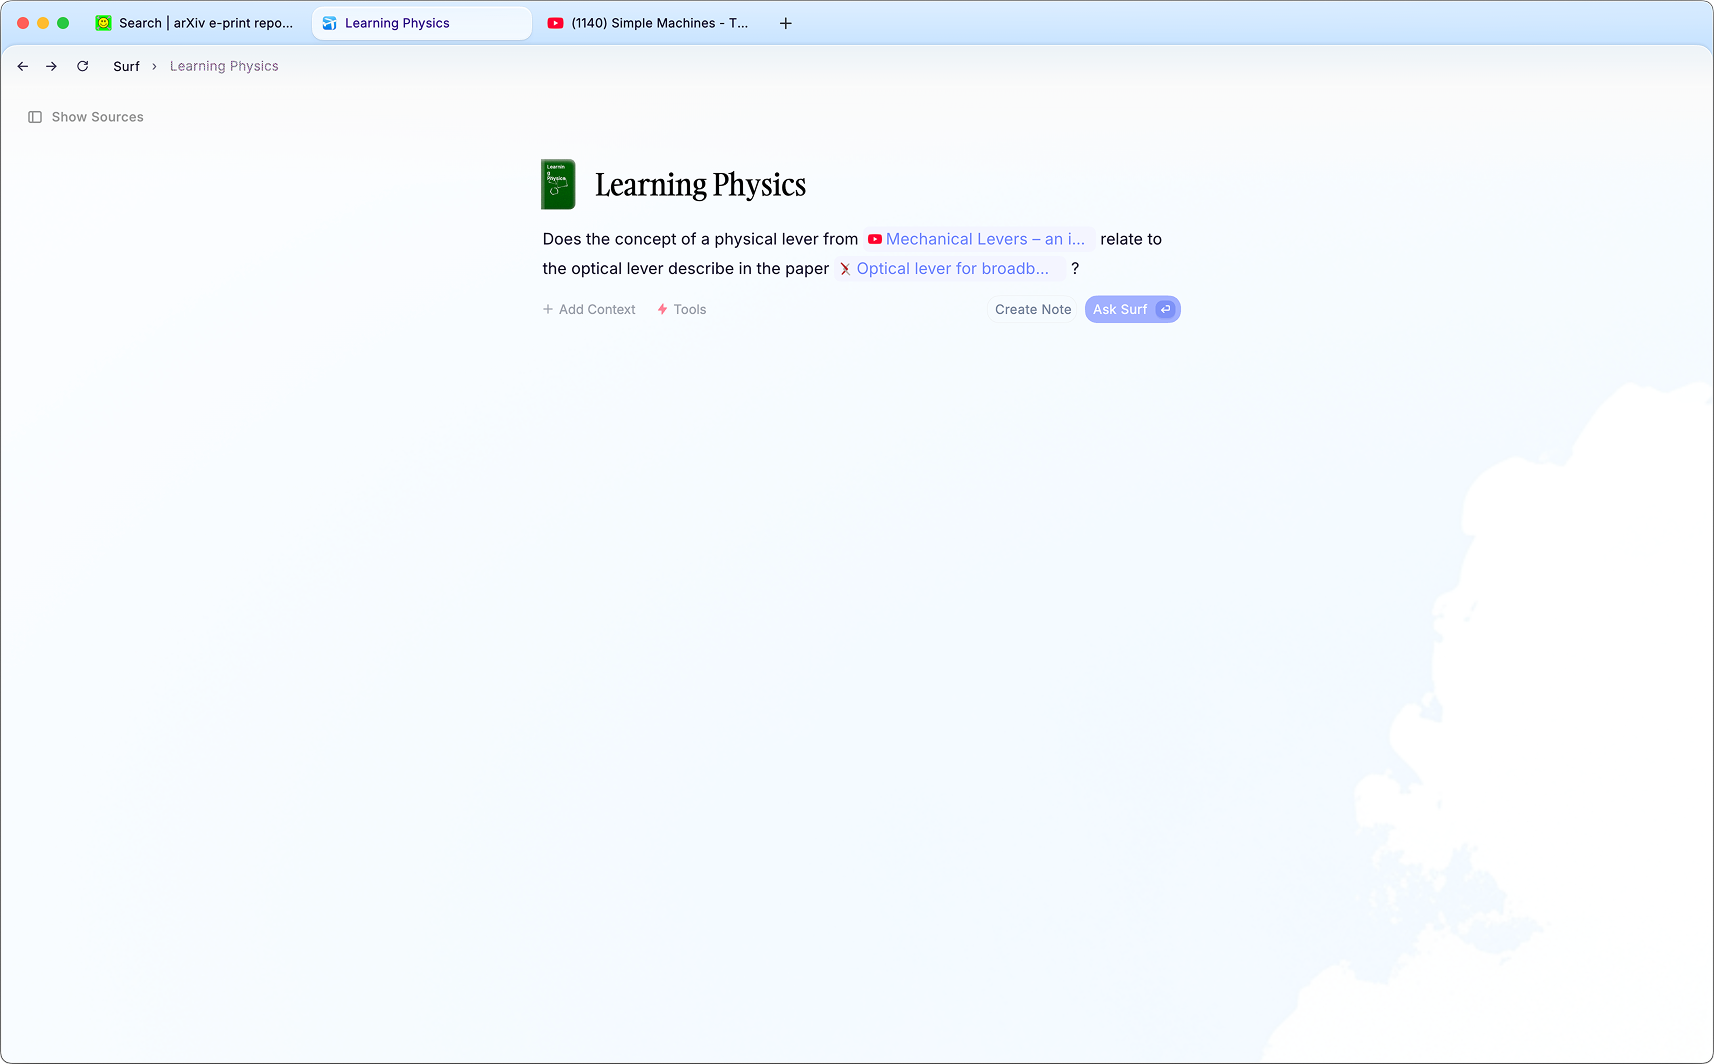 Search | arXiv e-print repo...
Learning Physics
(1140) Simple Machines - T...
Surf › Learning Physics
Show Sources
Learnin
g
Physics
Learning Physics
Does the concept of a physical lever from Mechanical Levers – an i... relate to
the optical lever describe in the paper Optical lever for broadb... ?
+ Add Context
Tools
Create Note
Ask Surf